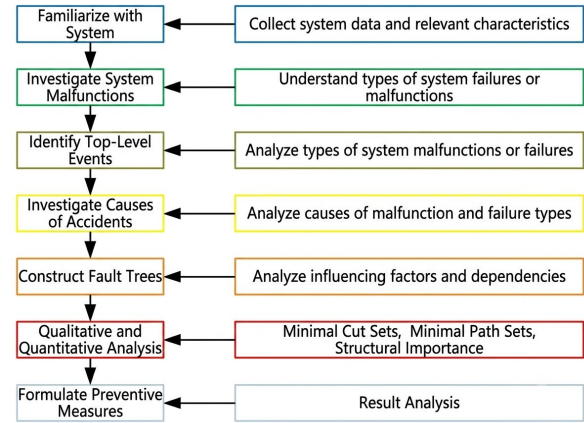 Familiarize with
System
Collect system data and relevant characteristics
Investigate System
Malfunctions
Understand types of system failures or
malfunctions
Identify Top-Level
Events
Analyze types of system malfunctions or failures
Investigate Causes
of Accidents
Analyze causes of malfunction and failure types
Construct Fault Trees
Analyze influencing factors and dependencies
Qualitative and
Quantitative Analysis
Minimal Cut Sets, Minimal Path Sets,
Structural Importance
Formulate Preventive
Measures
Result Analysis